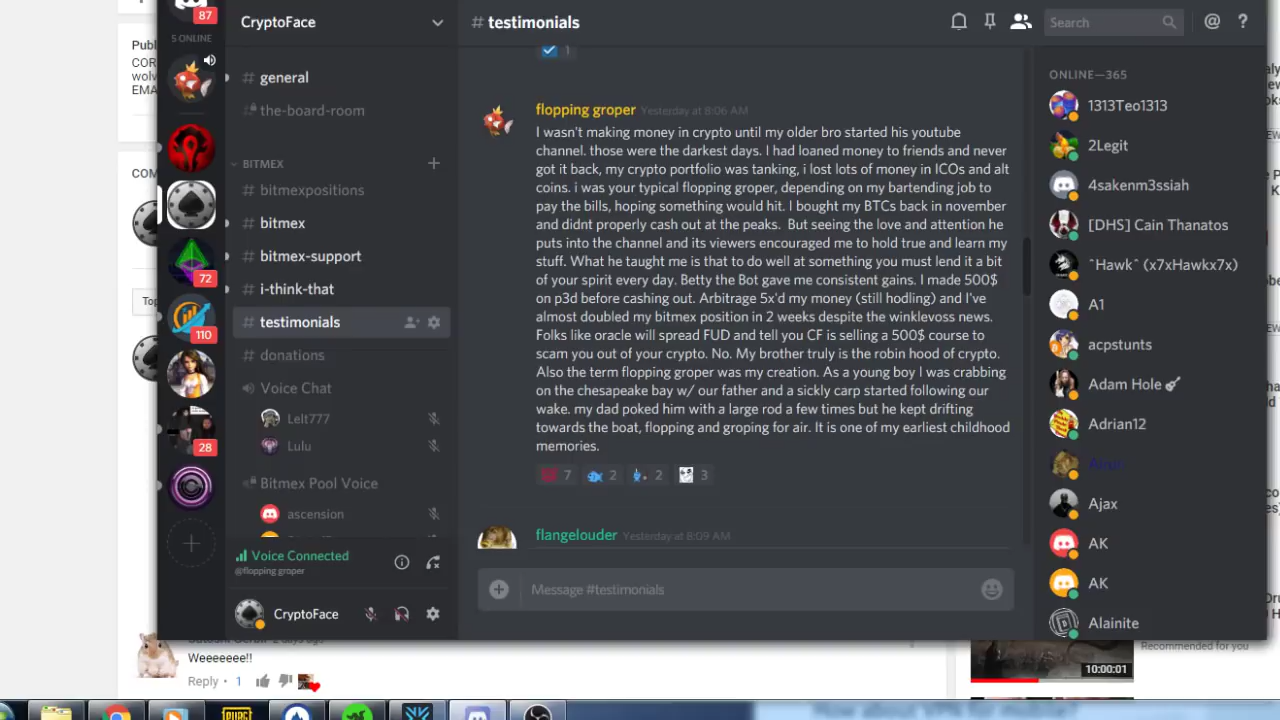 87
5 ONLINE
72
110
28
CryptoFace
general
the-board-room
BITMEX
bitmexpositions
bitmex
bitmex-support
i-think-that
testimonials
donations
Voice Chat
Lelt777
Lulu
Bitmex Pool Voice
ascension
Voice Connected
@flopping groper
CryptoFace
# testimonials
Search
1
flopping groper Yesterday at 8:06 AM
I wasn't making money in crypto until my older bro started his youtube
channel. those were the darkest days. I had loaned money to friends and never
got it back, my crypto portfolio was tanking, i lost lots of money in ICOs and alt
coins. i was your typical flopping groper, depending on my bartending job to
pay the bills, hoping something would hit. I bought my BTCs back in november
and didnt properly cash out at the peaks. But seeing the love and attention he
puts into the channel and its viewers encouraged me to hold true and learn my
stuff. What he taught me is that to do well at something you must lend it a bit
of your spirit every day. Betty the Bot gave me consistent gains. I made 500$
on p3d before cashing out. Arbitrage 5x'd my money (still hodling) and I've
almost doubled my bitmex position in 2 weeks despite the winklevoss news.
Folks like oracle will spread FUD and tell you CF is selling a 500$ course to
scam you out of your crypto. No. My brother truly is the robin hood of crypto.
Also the term flopping groper was my creation. As a young boy I was crabbing
on the chesapeake bay w/ our father and a sickly carp started following our
wake. my dad poked him with a large rod a few times but he kept drifting
towards the boat, flopping and groping for air. It is one of my earliest childhood
memories.
7 2 2 3
flangelouder Yesterday at 8:09 AM
Message #testimonials
ONLINE—365
1313Teo1313
2Legit
4sakenm3ssiah
[DHS] Cain Thanatos
^Hawk^ (x7xHawkx7x)
A1
acpstunts
Adam Hole
Adrian12
Ajax
AK
AK
Alainite
Publ
COR
wolv
EMA
COM
Top
Weeeeeee!!
Reply · 1
10:00:01
Recommended for you
PUBG